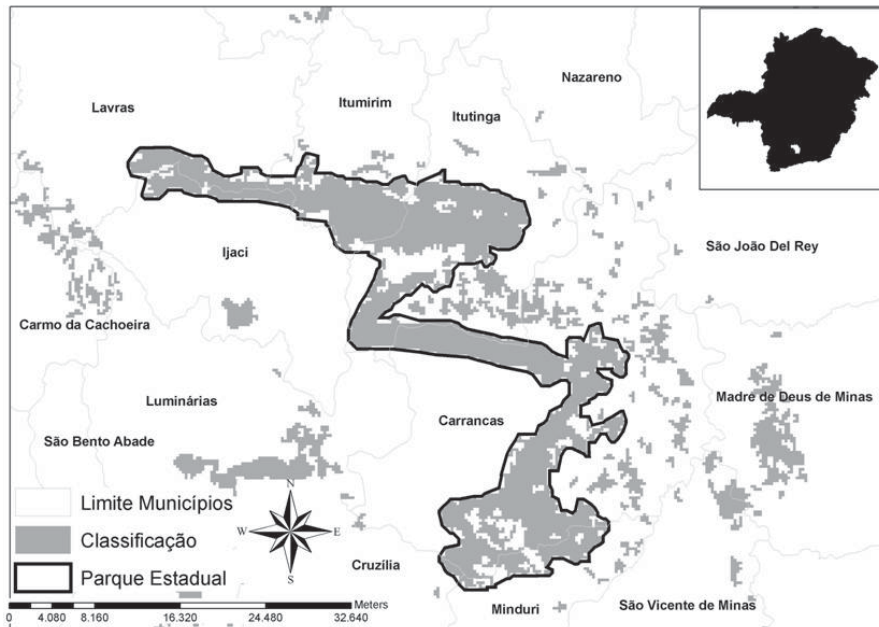 Nazareno
Itumirim
Lavras
Itutinga
São João Del Rey
Ijaci
Carmo da Cachoeira
Luminárias
Madre de Deus de Minas
Carrancas
São Bento Abade
Limite Municípios
N
W E
S
Classificação
Cruzília
Parque Estadual
Minduri
São Vicente de Minas
Meters
0 4.080 8.160 16.320 24.480 32.640